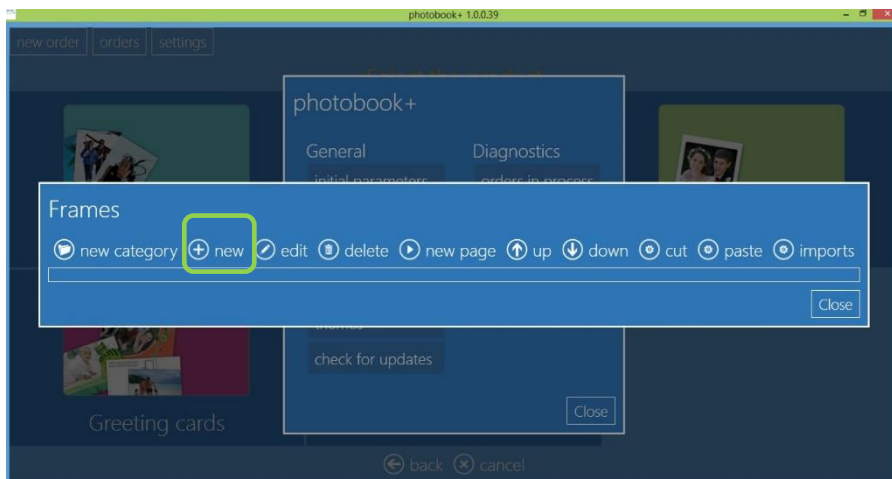 photobook+ 1.0.0.39
new order orders settings
photobook+
General Diagnostics
initial parameters orders in process
Frames
new category new edit delete new page up down cut paste imports
Close
themes
check for updates
Close
Greeting cards
back cancel